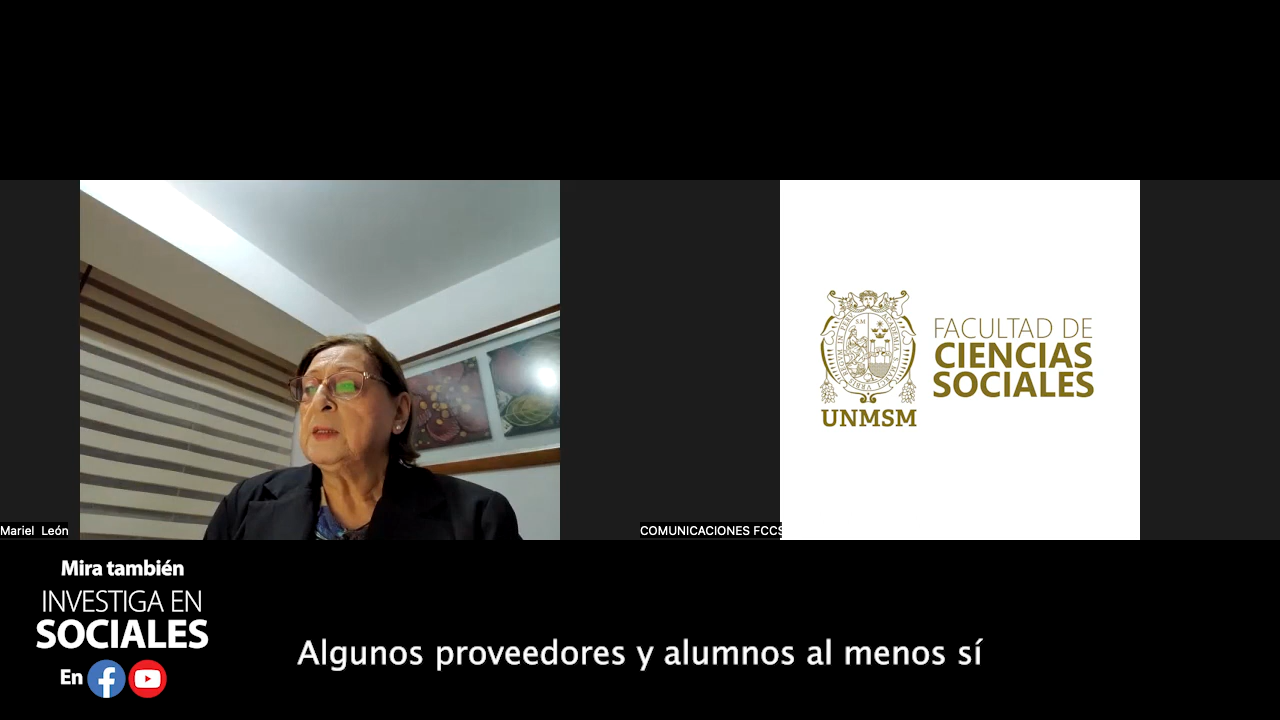 FACULTAD DE
CIENCIAS
SOCIALES
UNMSM
Mariel León
COMUNICACIONES FCCS
Mira también
INVESTIGA EN
SOCIALES
En
Algunos proveedores y alumnos al menos sí